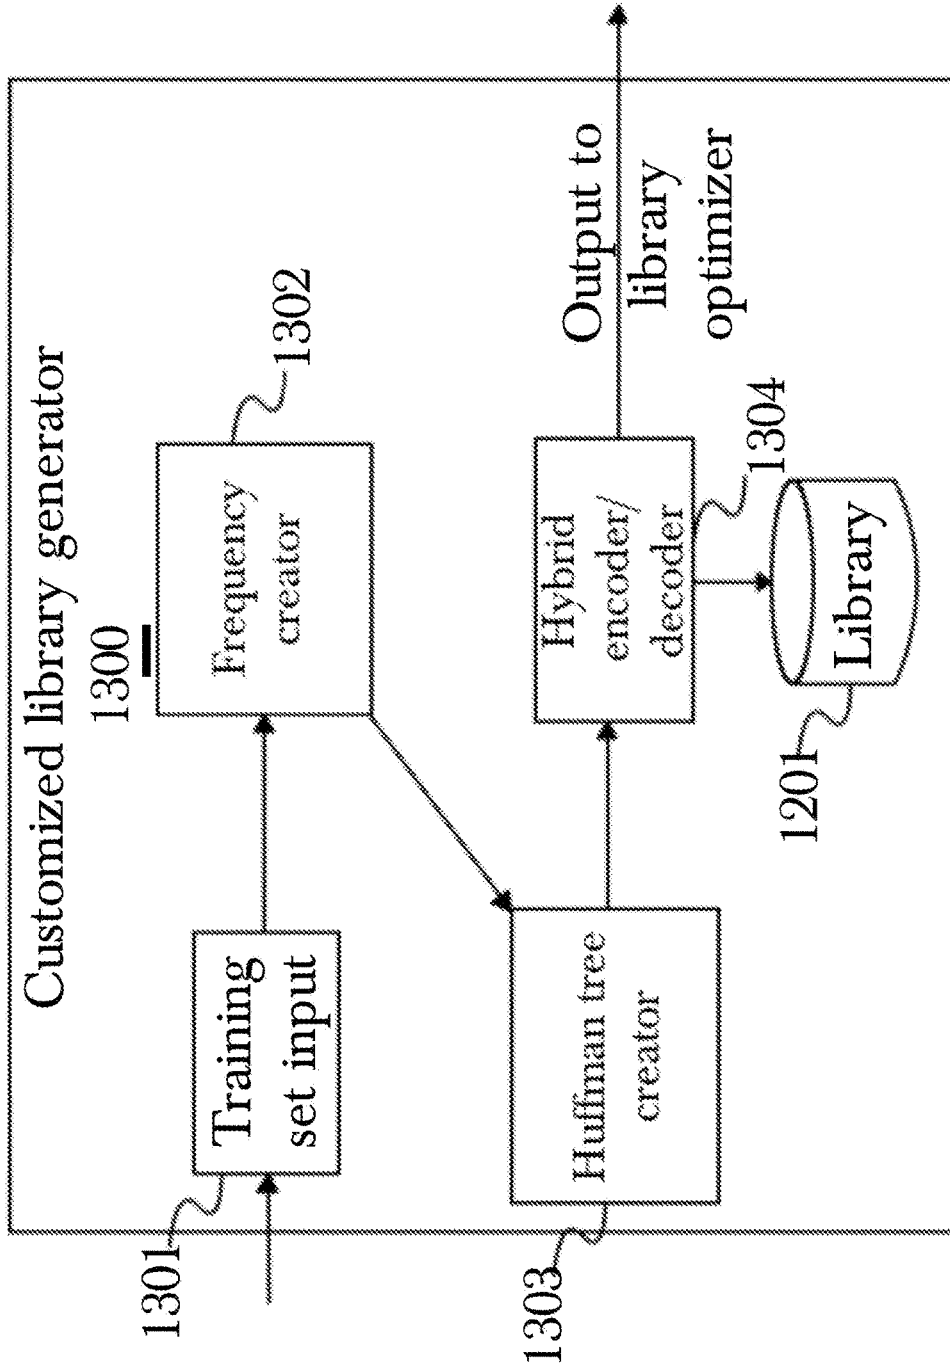 Customized library generator
1300
1301
Training
set input
Frequency
creator
1302
1303
Huffman tree
creator
Hybrid
encoder/
decoder
1304
Output to
library
optimizer
1201
Library